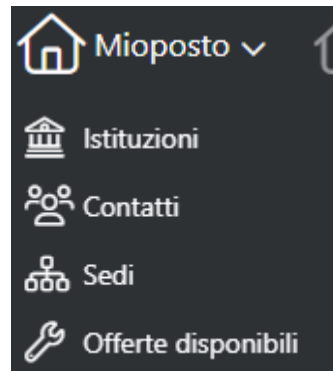 Mioposto
Istituzioni
Contatti
Sedi
Offerte disponibili